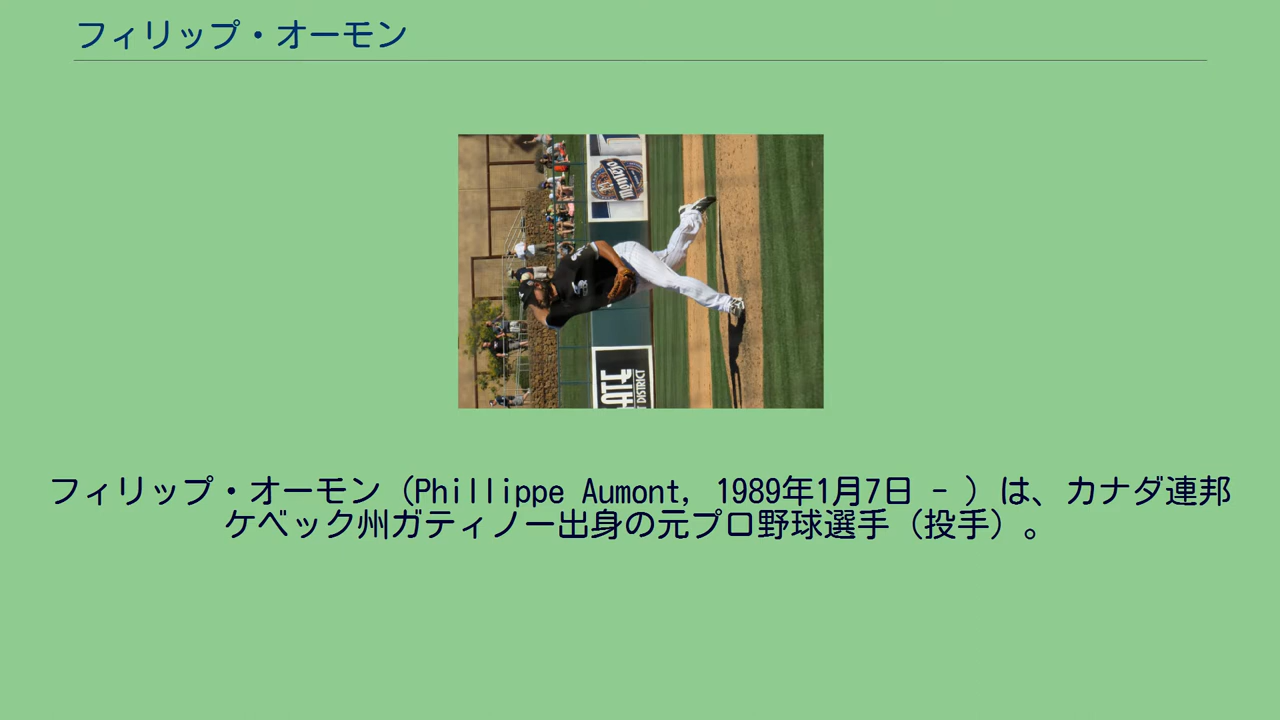 フィリップ・オーモン
Modelo
HATE
DISTRICT
フィリップ・オーモン（Phillippe Aumont, 1989年1月7日 - ）は、カナダ連邦
ケベック州ガティノー出身の元プロ野球選手（投手）。